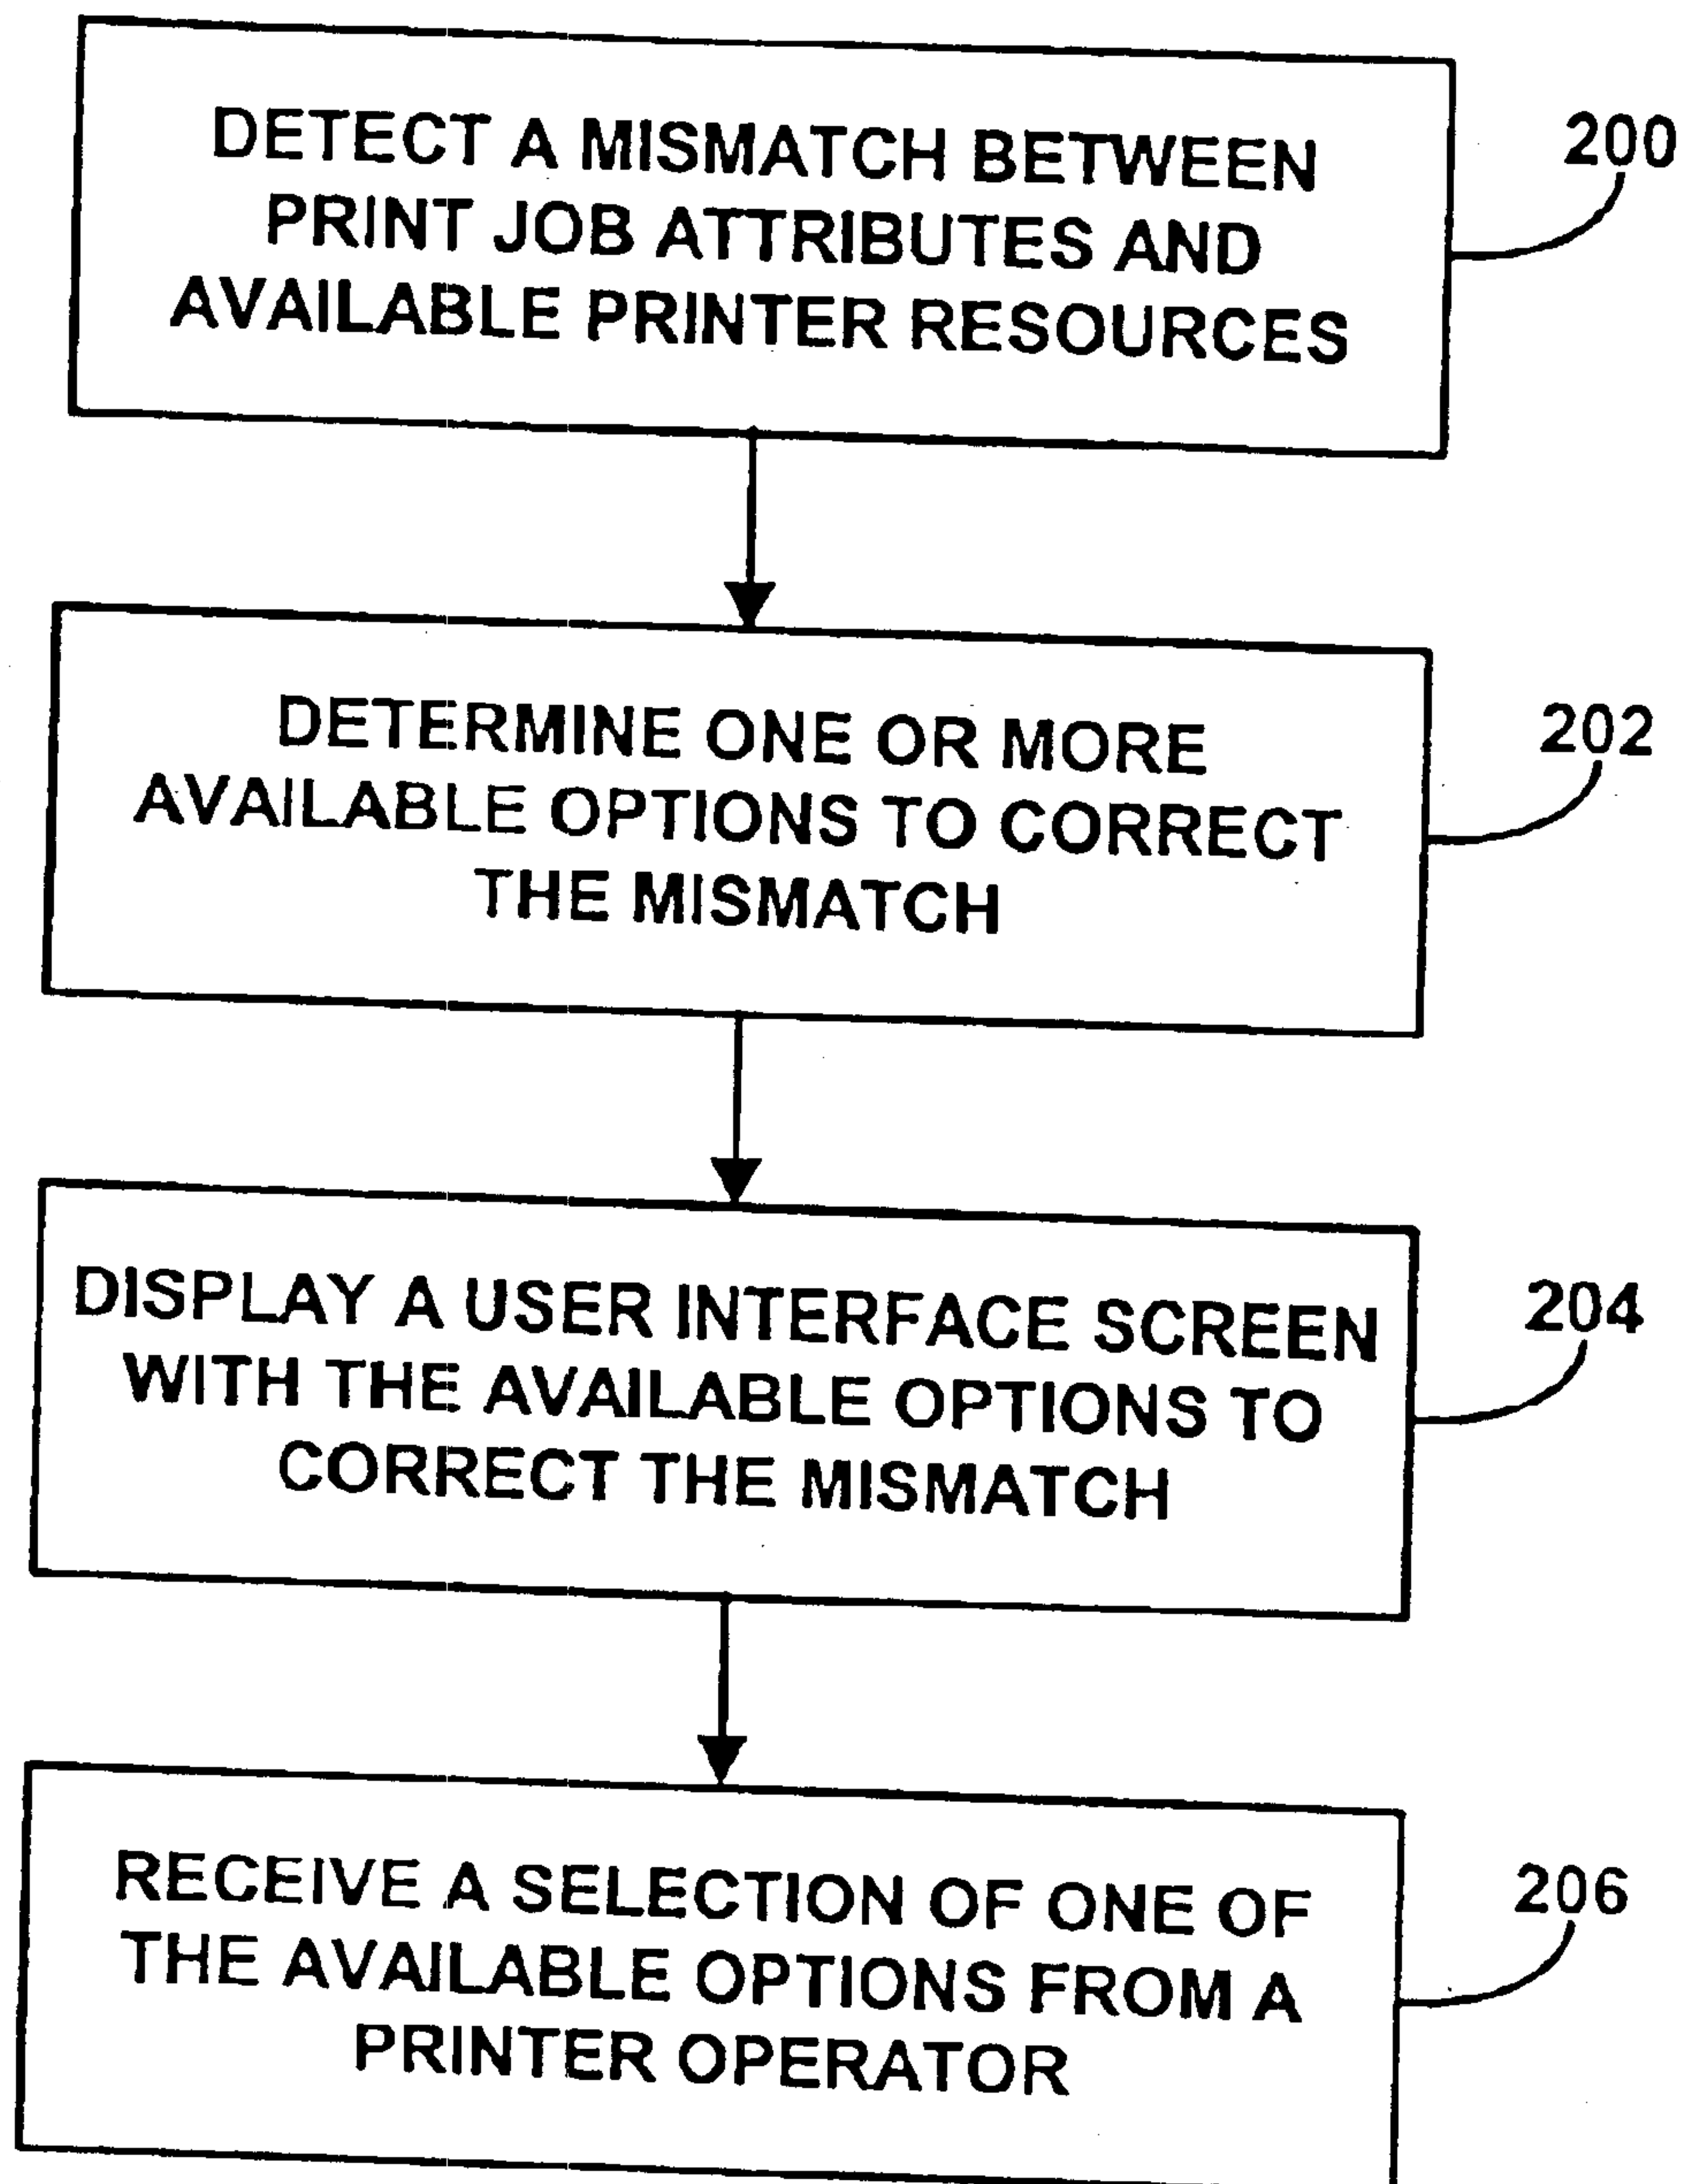 DETECT A MISMATCH BETWEEN
PRINT JOB ATTRIBUTES AND
AVAILABLE PRINTER RESOURCES
200
DETERMINE ONE OR MORE
AVAILABLE OPTIONS TO CORRECT
THE MISMATCH
202
DISPLAY A USER INTERFACE SCREEN
WITH THE AVAILABLE OPTIONS TO
CORRECT THE MISMATCH
204
RECEIVE A SELECTION OF ONE OF
THE AVAILABLE OPTIONS FROM A
PRINTER OPERATOR
206